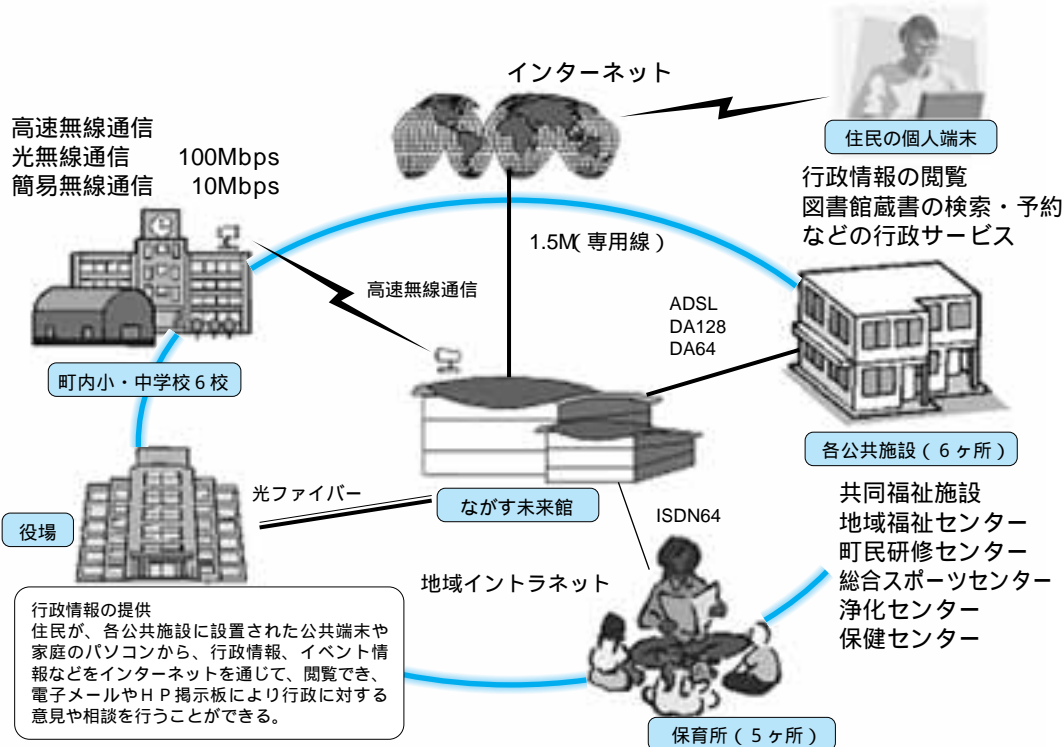 インターネット
高速無線通信
光無線通信 100Mbps
簡易無線通信 10Mbps
住民の個人端末
行政情報の閲覧
図書館蔵書の検索・予約
などの行政サービス
1.5M(専用線)
高速無線通信
ADSL
DA128
DA64
町内小・中学校6校
各公共施設(6ヶ所)
光ファイバー
ながす未来館
役場
ISDN64
共同福祉施設
地域福祉センター
町民研修センター
総合スポーツセンター
浄化センター
保健センター
地域イントラネット
行政情報の提供
住民が、各公共施設に設置された公共端末や
家庭のパソコンから、行政情報、イベント情
報などをインターネットを通じて、閲覧でき、
電子メールやHP掲示板により行政に対する
意見や相談を行うことができる。
保育所(5ヶ所)